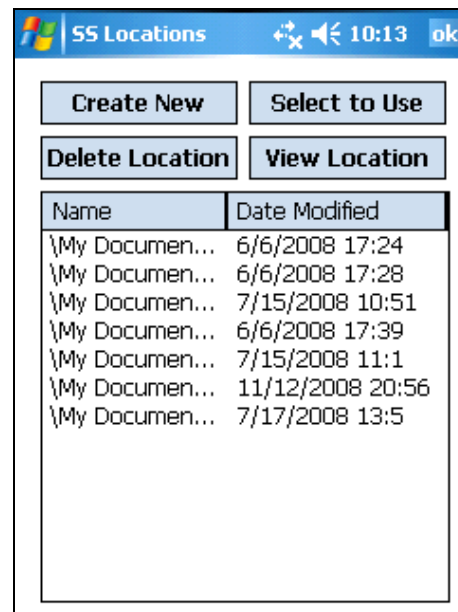 SS Locations 10:13 ok
Create New Select to Use
Delete Location View Location
Name Date Modified
\My Documen... 6/6/2008 17:24
\My Documen... 6/6/2008 17:28
\My Documen... 7/15/2008 10:51
\My Documen... 6/6/2008 17:39
\My Documen... 7/15/2008 11:1
\My Documen... 11/12/2008 20:56
\My Documen... 7/17/2008 13:5